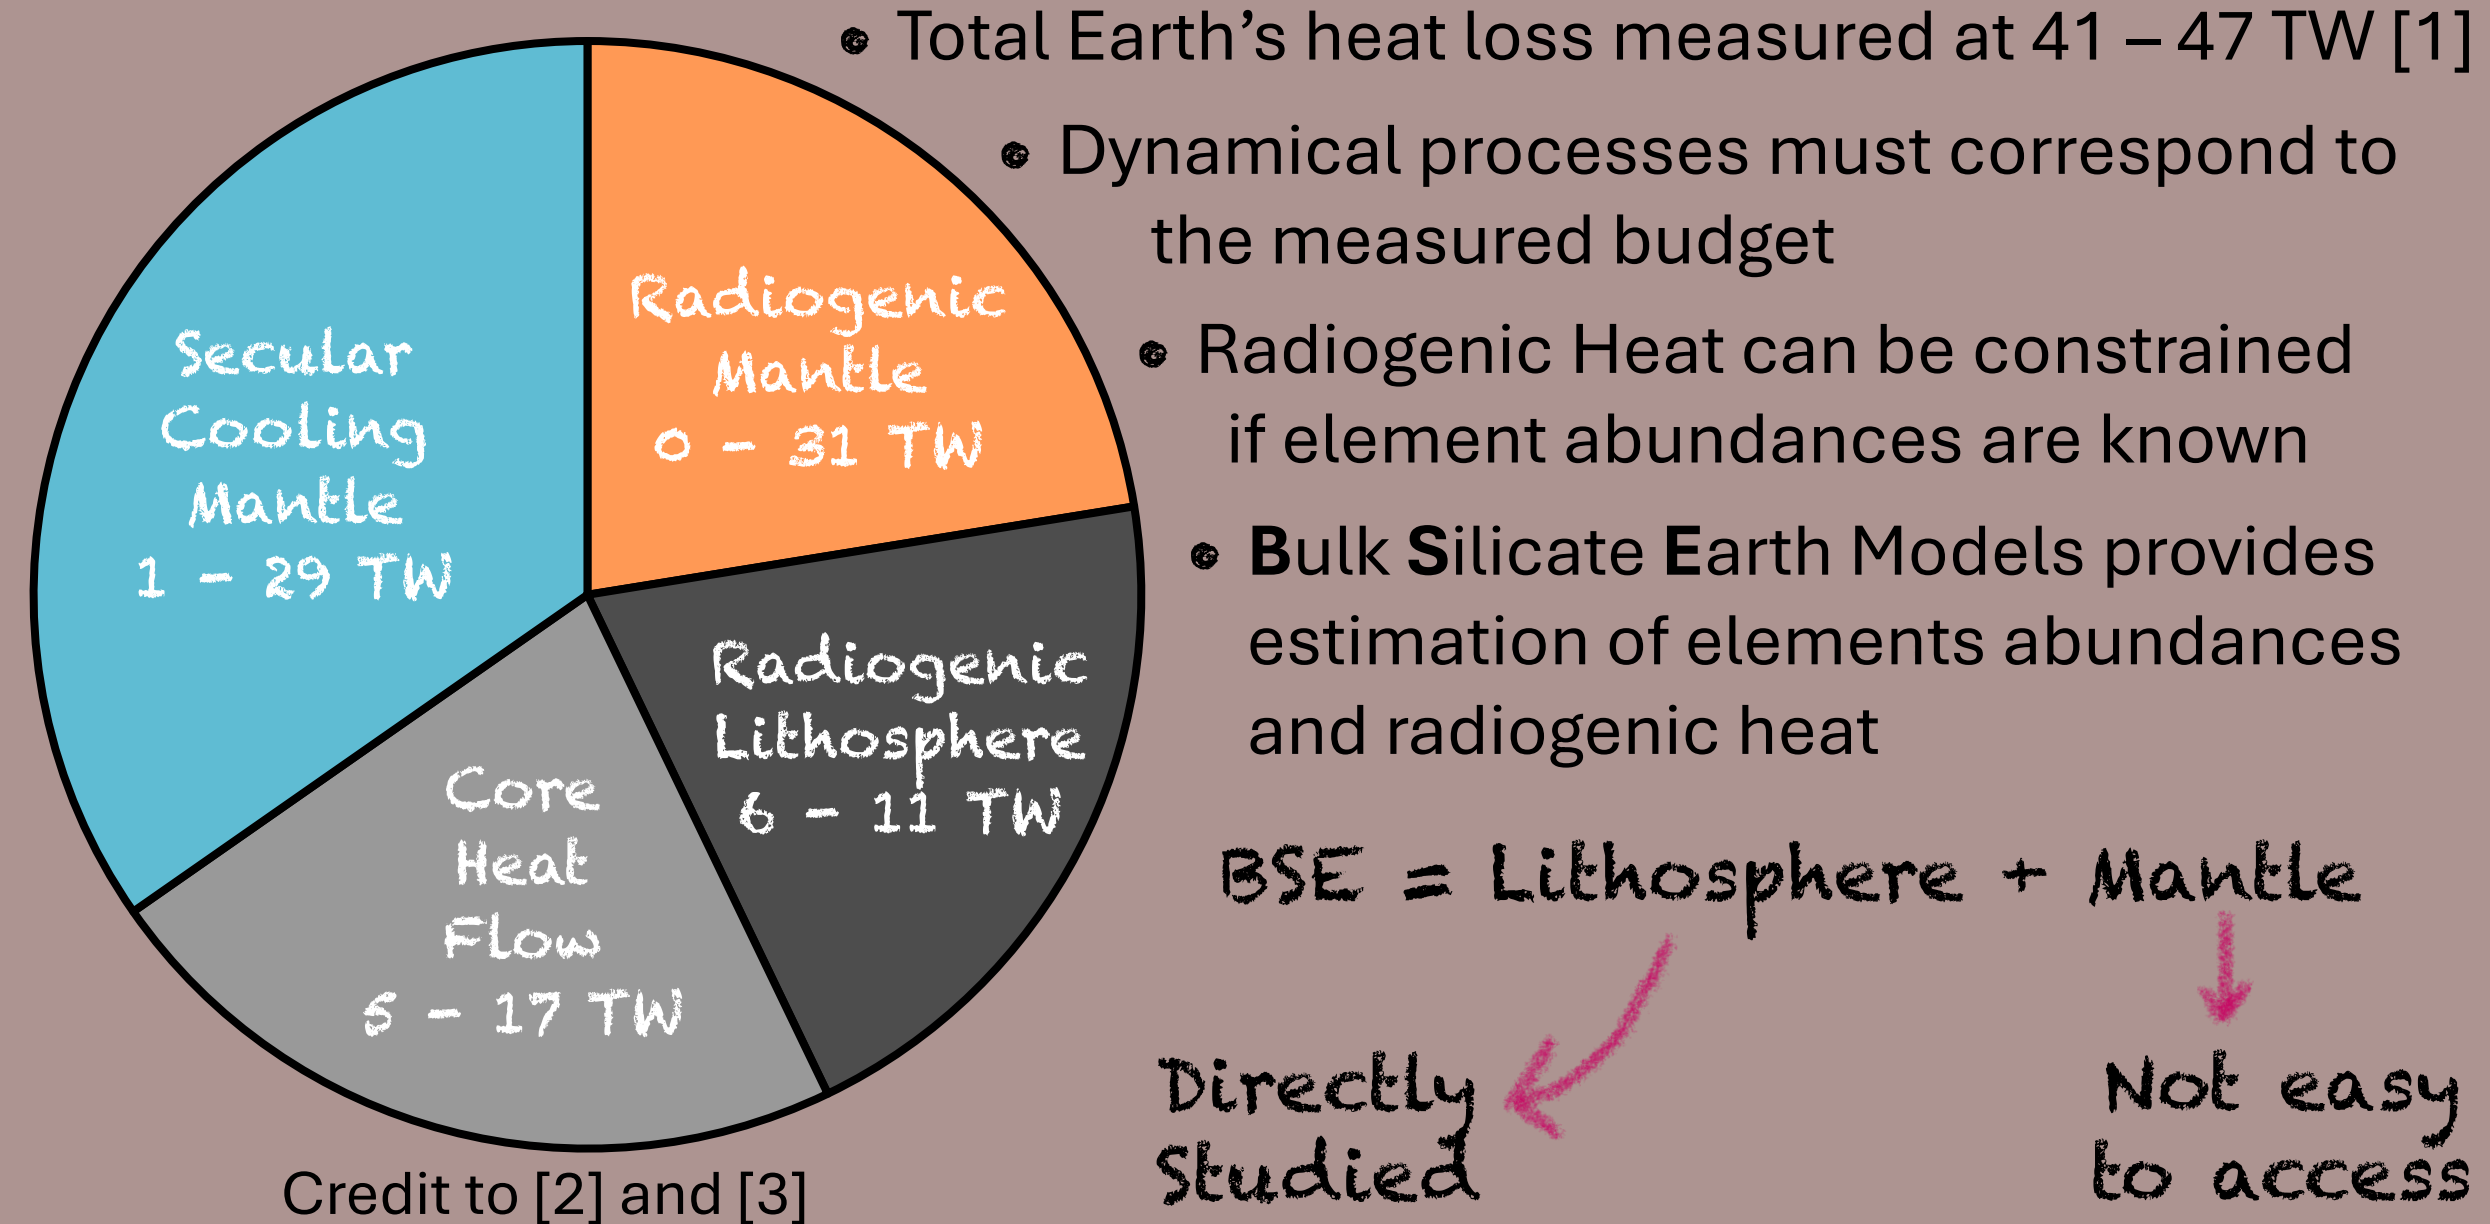 • Total Earth’s heat loss measured at 41 – 47 TW [1]
• Dynamical processes must correspond to
the measured budget
• Radiogenic Heat can be constrained
if element abundances are known
• Bulk Silicate Earth Models provides
estimation of elements abundances
and radiogenic heat
Radiogenic
Mantle
0 - 31 TW
Secular
Cooling
Mantle
1 - 29 TW
Radiogenic
Lithosphere
6 - 11 TW
Core
Heat
Flow
5 - 17 TW
Credit to [2] and [3]
BSE = Lithosphere + Mantle
Directly
Studied
Not easy
to access